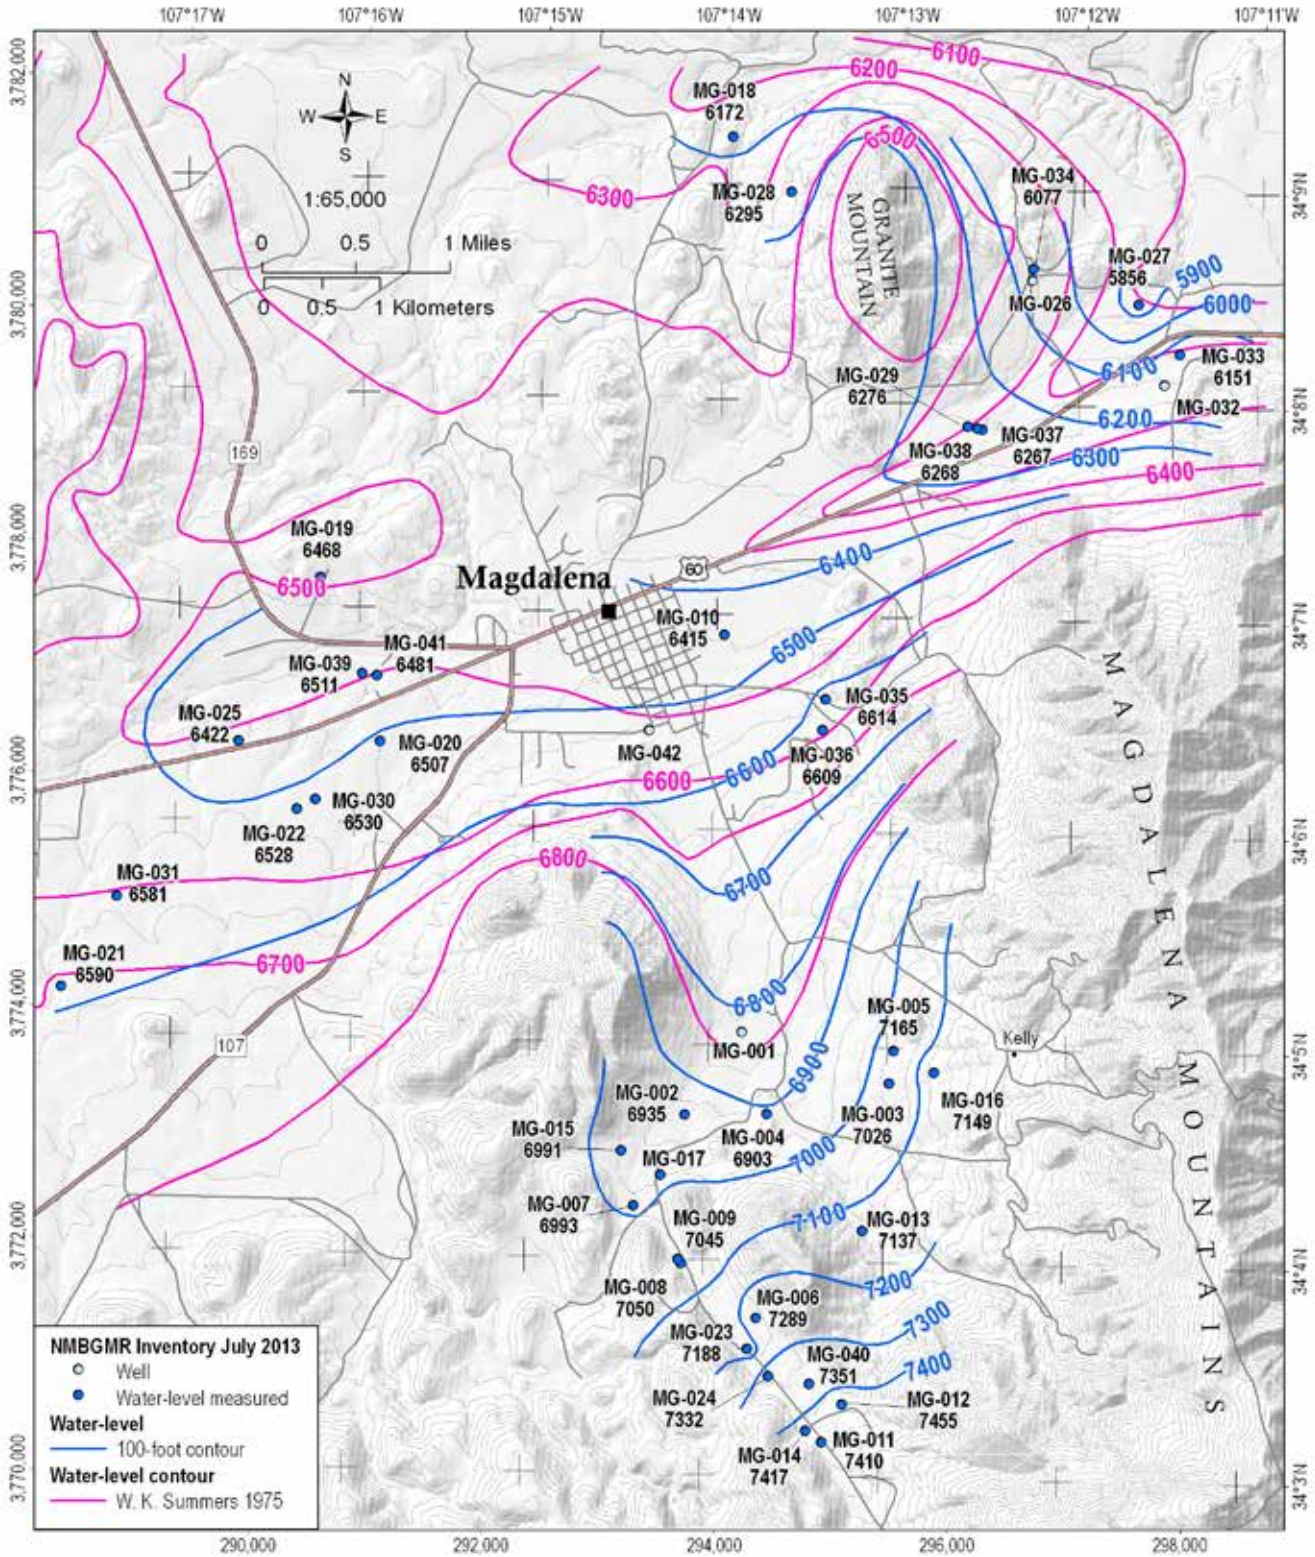 107°17'W
107°16'W
107°15'W
107°14'W
107°13'W
107°12'W
107°11'W
3,782,000
3,780,000
3,778,000
3,776,000
3,774,000
3,772,000
3,770,000
34°9'N
34°8'N
34°7'N
34°6'N
34°5'N
34°4'N
34°3'N
N
W
E
S
1:65,000
0
0.5
1 Miles
0
0.5
1 Kilometers
6100
6200
MG-018
6172
6500
6300
MG-028
6295
GRANITE
MOUNTAIN
MG-034
6077
MG-027
5856
5900
MG-026
6000
MG-033
6151
6100
MG-029
6276
MG-032
6200
MG-037
6267
MG-038
6268
6300
6400
169
MG-019
6468
6500
60
6400
Magdalena
MG-010
6415
6500
MG-041
6481
MG-039
6511
MG-025
6422
MG-020
6507
MG-035
6614
MG-042
MG-036
6609
6600
6600
MG-030
6530
MG-022
6528
MG-031
6581
6800
6700
MG-021
6590
6700
6800
107
MG-001
MG-005
7165
Kelly
6900
MG-002
6935
MG-016
7149
MG-003
7026
MG-004
6903
MG-015
6991
MG-017
7000
MG-007
6993
MG-009
7045
7100
MG-013
7137
MG-008
7050
7200
MG-006
7289
7300
MG-023
7188
MG-040
7351
7400
MG-024
7332
MG-012
7455
MG-014
7417
MG-011
7410
MAGDALENA MOUNTAINS
NMBGMR Inventory July 2013
Well
Water-level measured
Water-level
100-foot contour
Water-level contour
W. K. Summers 1975
290,000
292,000
294,000
296,000
298,000